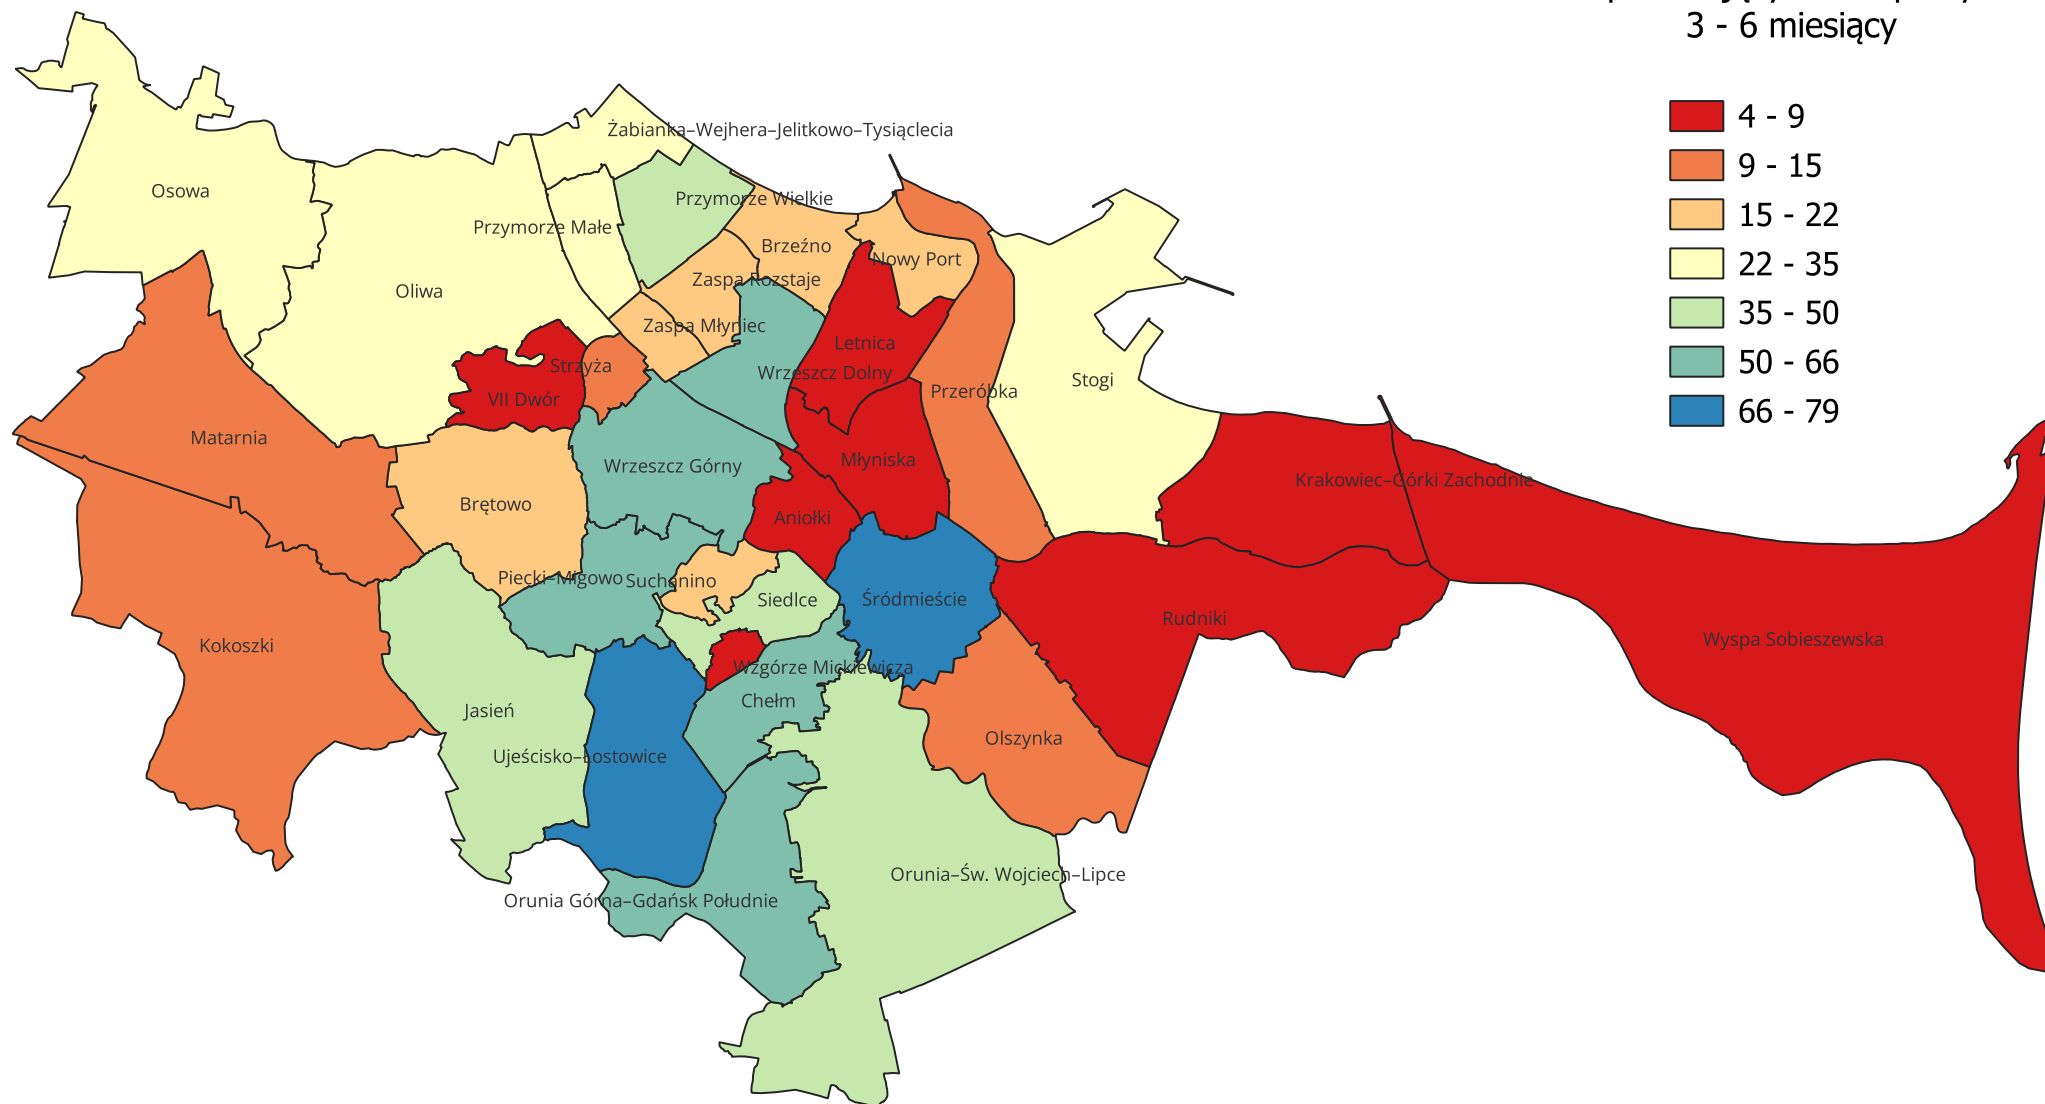 3 - 6 miesiący
4 - 9
9 - 15
15 - 22
22 - 35
35 - 50
50 - 66
66 - 79
Żabianka–Wejhera–Jelitkowo–Tysiąclecia
Osowa
Przymorze Wielkie
Przymorze Małe
Brzeźno
Nowy Port
Zaspa Rozstaje
Oliwa
Zaspa Młyniec
Letnica
Strzyża
Wrzeszcz Dolny
Stogi
Przeróbka
VII Dwór
Matarnia
Młyniska
Wrzeszcz Górny
Krakowiec–Górki Zachodnie
Brętowo
Aniołki
Piecki–Migowo
Suchanino
Siedlce
Śródmieście
Rudniki
Wyspa Sobieszewska
Kokoszki
Wzgórze Mickiewicza
Chełm
Jasień
Olszynka
Ujeścisko–Łostowice
Orunia–Św. Wojciech–Lipce
Orunia Górna–Gdańsk Południe